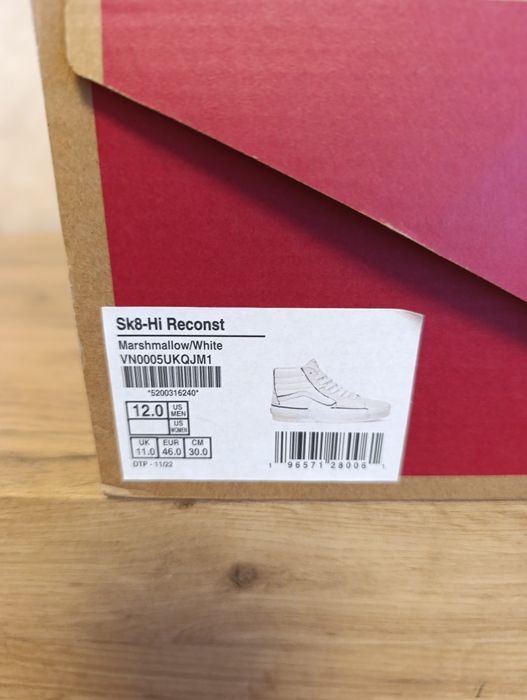 Sk8-Hi Reconst
Marshmallow/White
VN0005UKQJM1
*5200316240*
12.0 US MEN
US WOMEN
UK EUR CM
11.0 46.0 30.0
DTP - 11/22
1 96571 28006 1